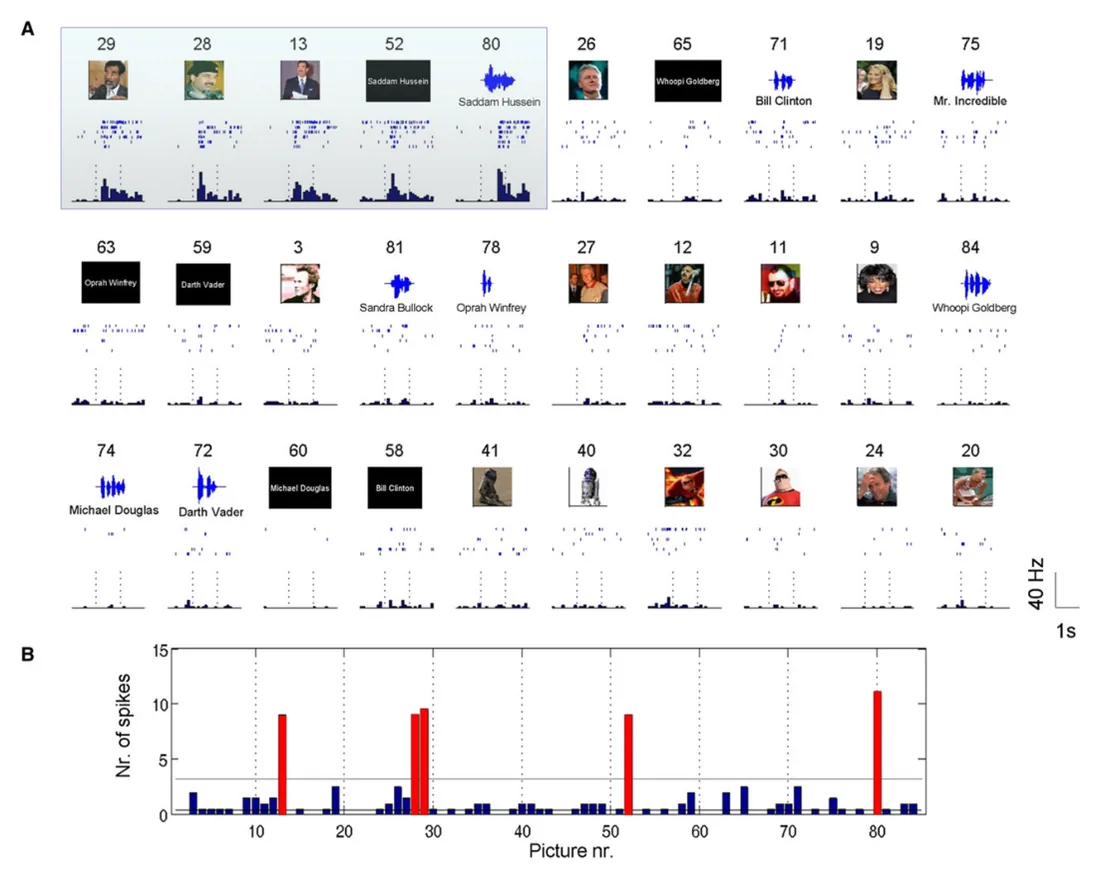 A
29 28 13 52 80 26 65 71 19 75
Saddam Hussein
Whoopi Goldberg
Saddam Hussein
Bill Clinton
Mr. Incredible
63 59 3 81 78 27 12 11 9 84
Oprah Winfrey
Darth Vader
Sandra Bullock
Oprah Winfrey
Whoopi Goldberg
74 72 60 58 41 40 32 30 24 20
Michael Douglas
Bill Clinton
Michael Douglas
Darth Vader
40 Hz
1s
B
Nr. of spikes
15
10
5
0
10 20 30 40 50 60 70 80
Picture nr.